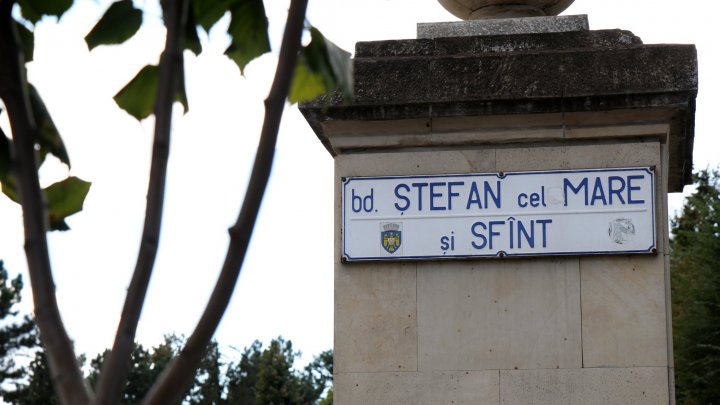 bd. ȘTEFAN cel MARE
și SFÎNT